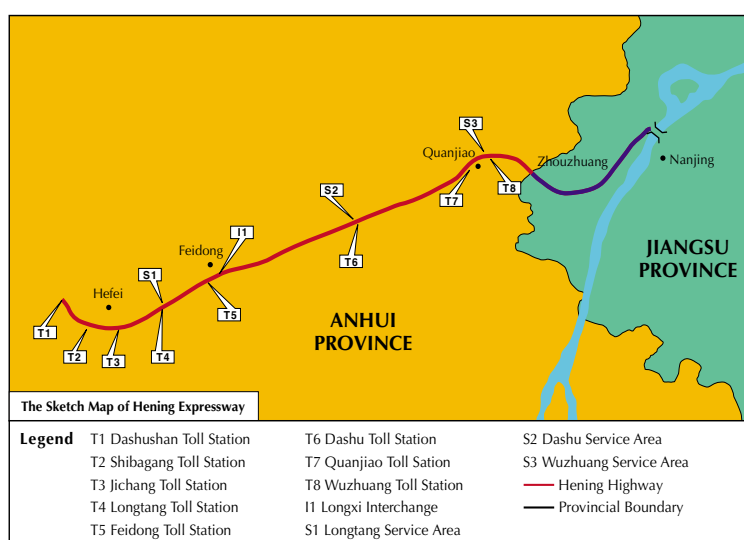 S3
Quanjiao
Zhouzhuang
Nanjing
T8
T7
S2
I1
Feidong
T6
JIANGSU
PROVINCE
S1
Hefei
T5
T1
ANHUI
PROVINCE
T2
T3
T4
The Sketch Map of Hening Expressway
Legend
T1 Dashushan Toll Station
T2 Shibagang Toll Station
T3 Jichang Toll Station
T4 Longtang Toll Station
T5 Feidong Toll Station
T6 Dashu Toll Station
T7 Quanjiao Toll Sation
T8 Wuzhuang Toll Station
I1 Longxi Interchange
S1 Longtang Service Area
S2 Dashu Service Area
S3 Wuzhuang Service Area
Hening Highway
Provincial Boundary